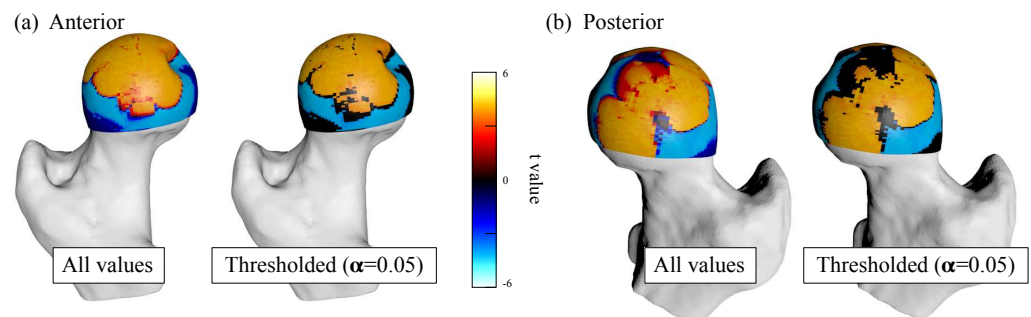 (a) Anterior
(b) Posterior
6
0
-6
t value
All values
Thresholded (α=0.05)
All values
Thresholded (α=0.05)